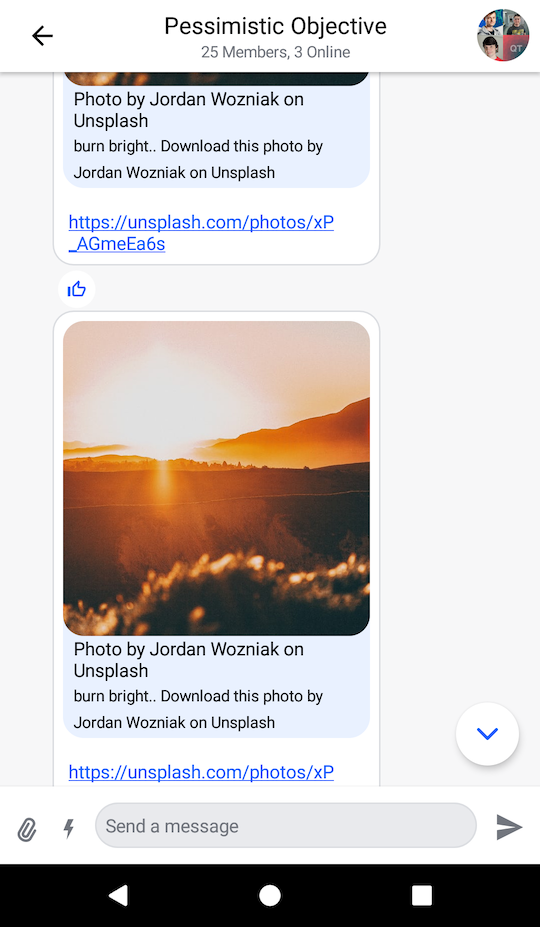 Pessimistic Objective
25 Members, 3 Online
QT
Photo by Jordan Wozniak on
Unsplash
burn bright.. Download this photo by
Jordan Wozniak on Unsplash
https://unsplash.com/photos/xP
_AGmeEa6s
Photo by Jordan Wozniak on
Unsplash
burn bright.. Download this photo by
Jordan Wozniak on Unsplash
https://unsplash.com/photos/xP
Send a message